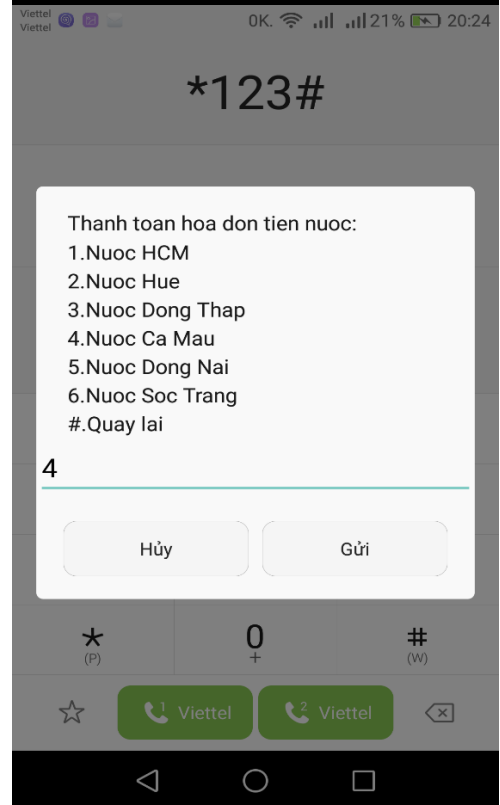 Viettel
Viettel
0K. 21% 20:24
*123#
Thanh toan hoa don tien nuoc:
1.Nuoc HCM
2.Nuoc Hue
3.Nuoc Dong Thap
4.Nuoc Ca Mau
5.Nuoc Dong Nai
6.Nuoc Soc Trang
#.Quay lai
4
Hủy Gửi
* 0 #
(P) + (W)
1 Viettel 2 Viettel